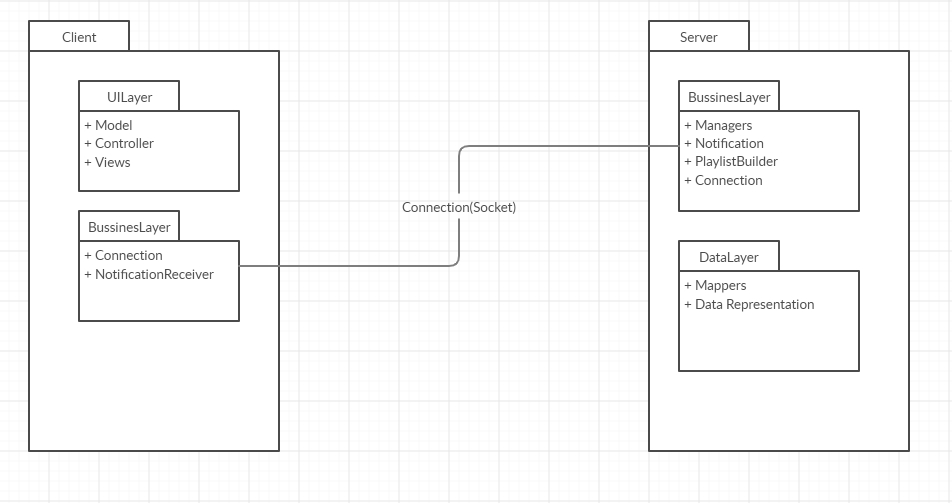 Client
UILayer
+ Model
+ Controller
+ Views
BussinesLayer
+ Connection
+ NotificationReceiver
Connection(Socket)
Server
BussinesLayer
+ Managers
+ Notification
+ PlaylistBuilder
+ Connection
DataLayer
+ Mappers
+ Data Representation